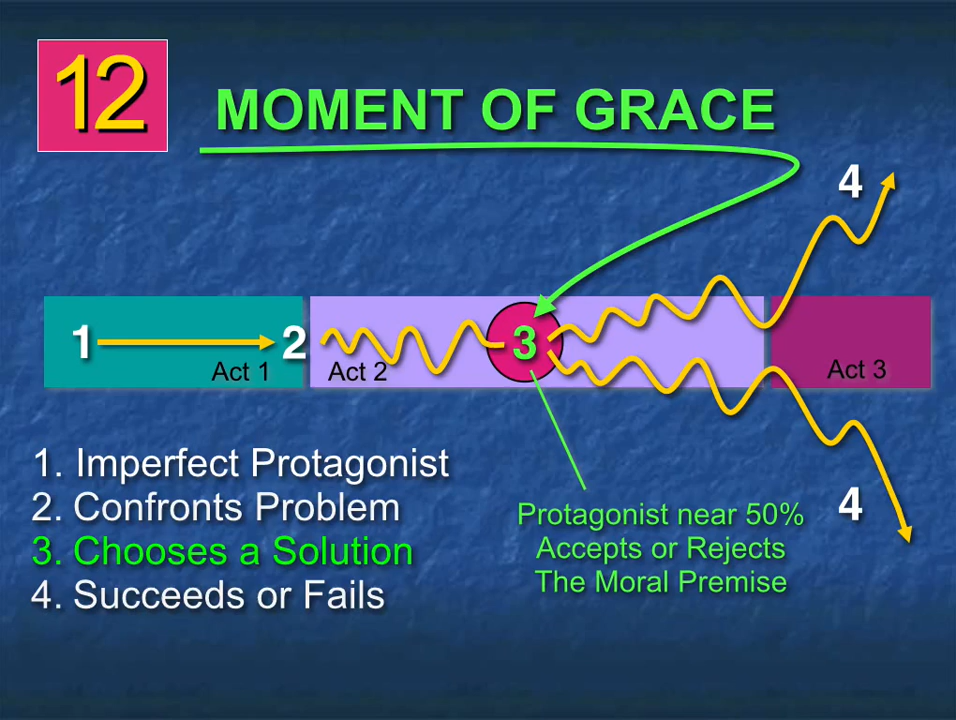 12
MOMENT OF GRACE
4
1
2
3
Act 1
Act 2
Act 3
1. Imperfect Protagonist
2. Confronts Problem
3. Chooses a Solution
4. Succeeds or Fails
Protagonist near 50%
Accepts or Rejects
The Moral Premise
4